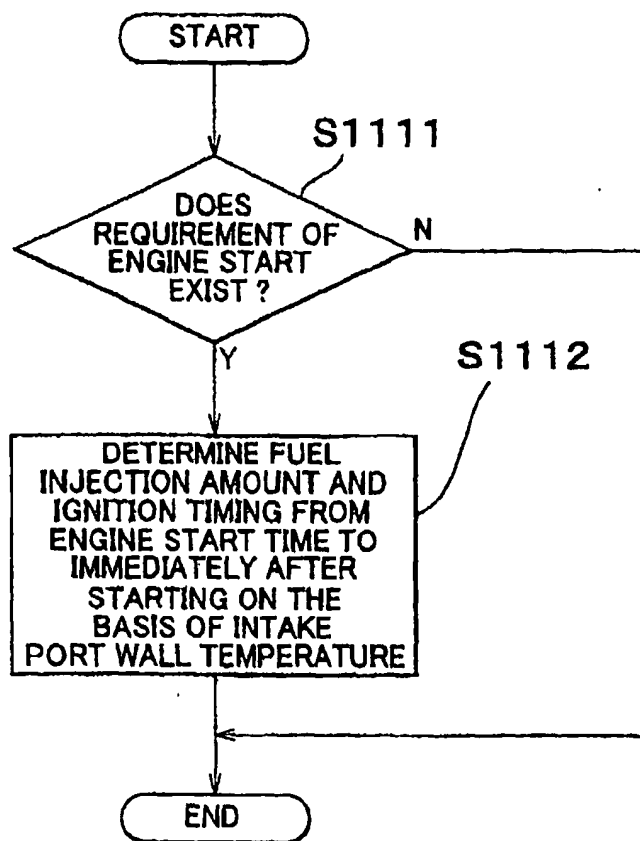 START
S1111
DOES
REQUIREMENT OF
ENGINE START
EXIST ?
N
Y
S1112
DETERMINE FUEL
INJECTION AMOUNT AND
IGNITION TIMING FROM
ENGINE START TIME TO
IMMEDIATELY AFTER
STARTING ON THE
BASIS OF INTAKE
PORT WALL TEMPERATURE
END